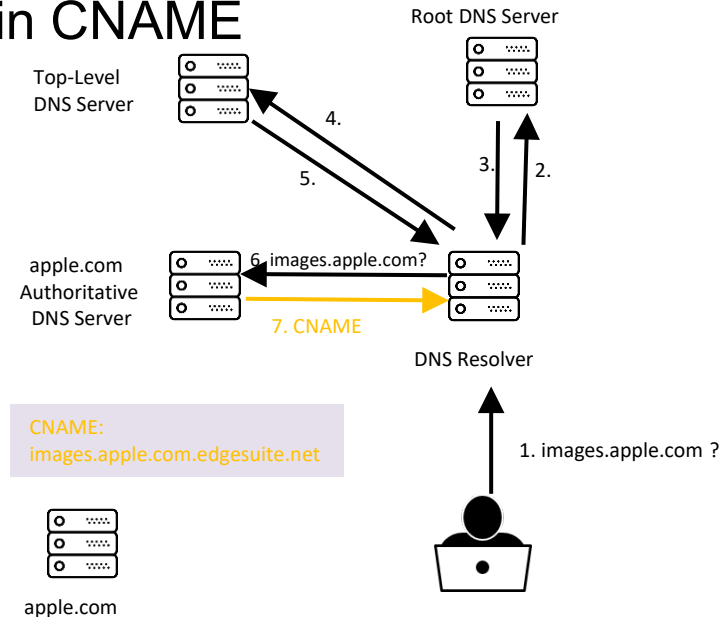 in CNAME
Root DNS Server
Top-Level
DNS Server
4.
5.
3.
2.
apple.com
Authoritative
DNS Server
6. images.apple.com?
7. CNAME
DNS Resolver
CNAME:
images.apple.com.edgesuite.net
1. images.apple.com ?
apple.com